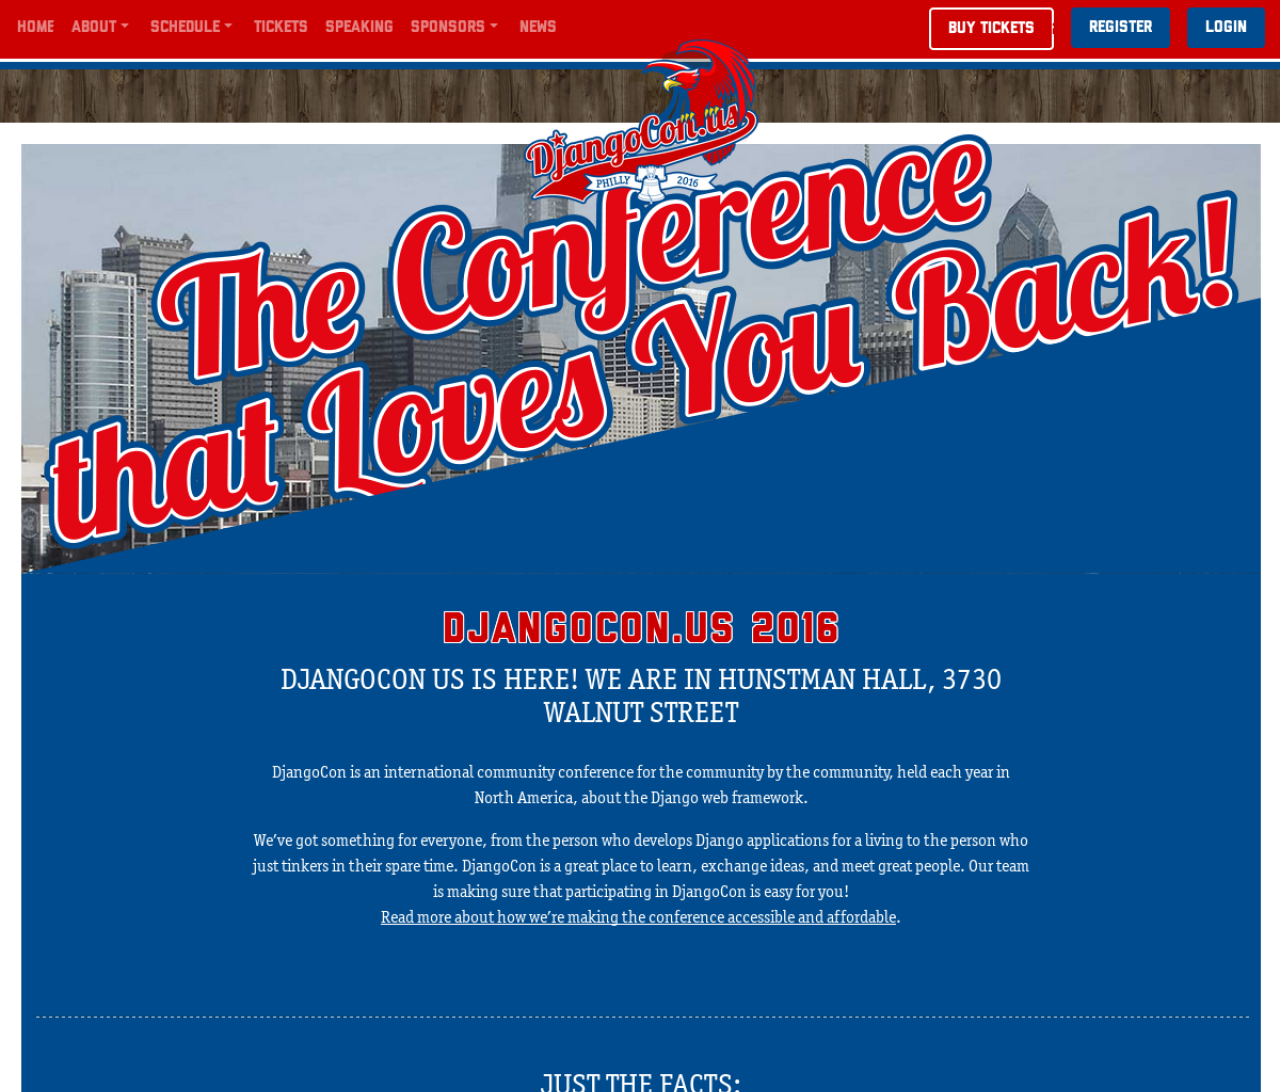 HOME ABOUT SCHEDULE TICKETS SPEAKING SPONSORS NEWS BUY TICKETS REGISTER LOGIN
DjangoCon.us
PHILLY 2016
The Conference
that Loves You Back!
DJANGOCON.US 2016
DJANGOCON US IS HERE! WE ARE IN HUNSTMAN HALL, 3730
WALNUT STREET
DjangoCon is an international community conference for the community by the community, held each year in
North America, about the Django web framework.
We’ve got something for everyone, from the person who develops Django applications for a living to the person who
just tinkers in their spare time. DjangoCon is a great place to learn, exchange ideas, and meet great people. Our team
is making sure that participating in DjangoCon is easy for you!
Read more about how we’re making the conference accessible and affordable.
JUST THE FACTS: